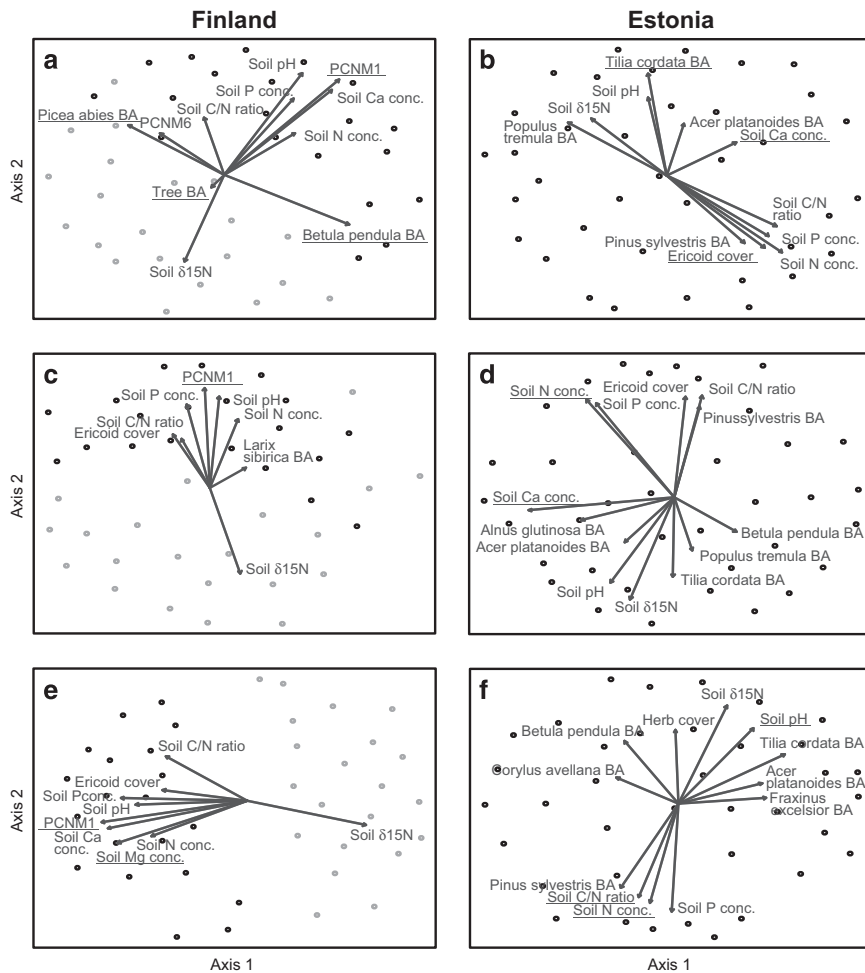 Finland
Estonia
a
Soil pH
PCNM1
Soil P conc.
Soil Ca conc.
Picea abies BA
PCNM6
Soil C/N ratio
Soil N conc.
Tree BA
Betula pendula BA
Soil δ15N
Axis 2
b
Tilia cordata BA
Soil pH
Soil δ15N
Populus
tremula BA
Acer platanoides BA
Soil Ca conc.
Soil C/N
ratio
Pinus sylvestris BA
Soil P conc.
Ericoid cover
Soil N conc.
c
PCNM1
Soil P conc.
Soil pH
Soil C/N ratio
Soil N conc.
Ericoid cover
Larix
sibirica BA
Soil δ15N
Axis 2
d
Soil N conc.
Ericoid cover
Soil C/N ratio
Soil P conc.
Pinussylvestris BA
Soil Ca conc.
Alnus glutinosa BA
Betula pendula BA
Acer platanoides BA
Populus tremula BA
Soil pH
Tilia cordata BA
Soil δ15N
e
Soil C/N ratio
Ericoid cover
Soil Pconc.
Soil pH
PCNM1
Soil Ca
conc.
Soil N conc.
Soil Mg conc.
Soil δ15N
Axis 2
Axis 1
f
Soil δ15N
Herb cover
Soil pH
Betula pendula BA
Tilia cordata BA
Corylus avellana BA
Acer
platanoides BA
Fraxinus
excelsior BA
Pinus sylvestris BA
Soil C/N ratio
Soil N conc.
Soil P conc.
Axis 1